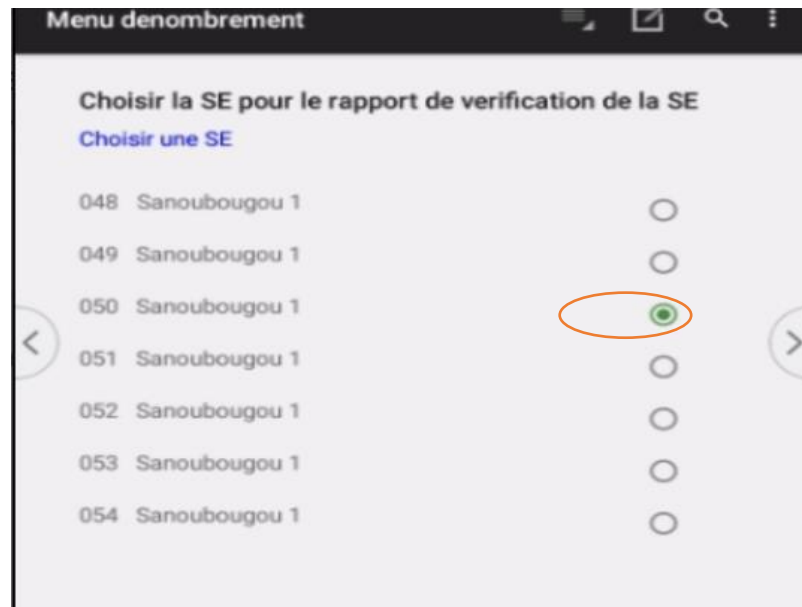 Menu denombrement
Choisir la SE pour le rapport de verification de la SE
Choisir une SE
048 Sanoubougou 1
049 Sanoubougou 1
050 Sanoubougou 1
051 Sanoubougou 1
052 Sanoubougou 1
053 Sanoubougou 1
054 Sanoubougou 1